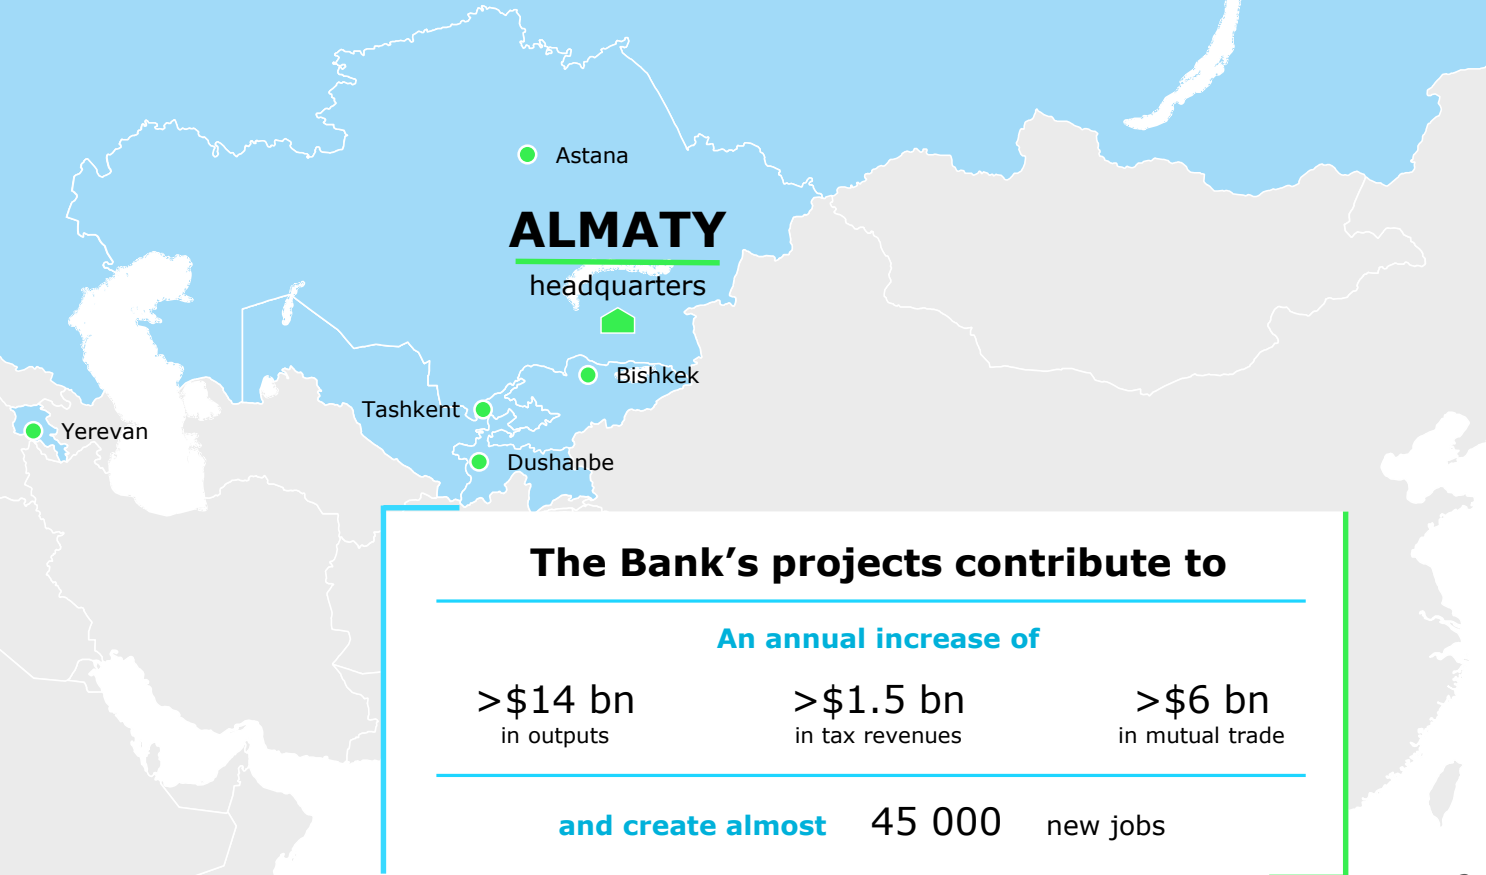 Astana
ALMATY
headquarters
Bishkek
Tashkent
Yerevan
Dushanbe
The Bank’s projects contribute to
An annual increase of
>$14 bn >$1.5 bn >$6 bn
in outputs in tax revenues in mutual trade
and create almost 45 000 new jobs